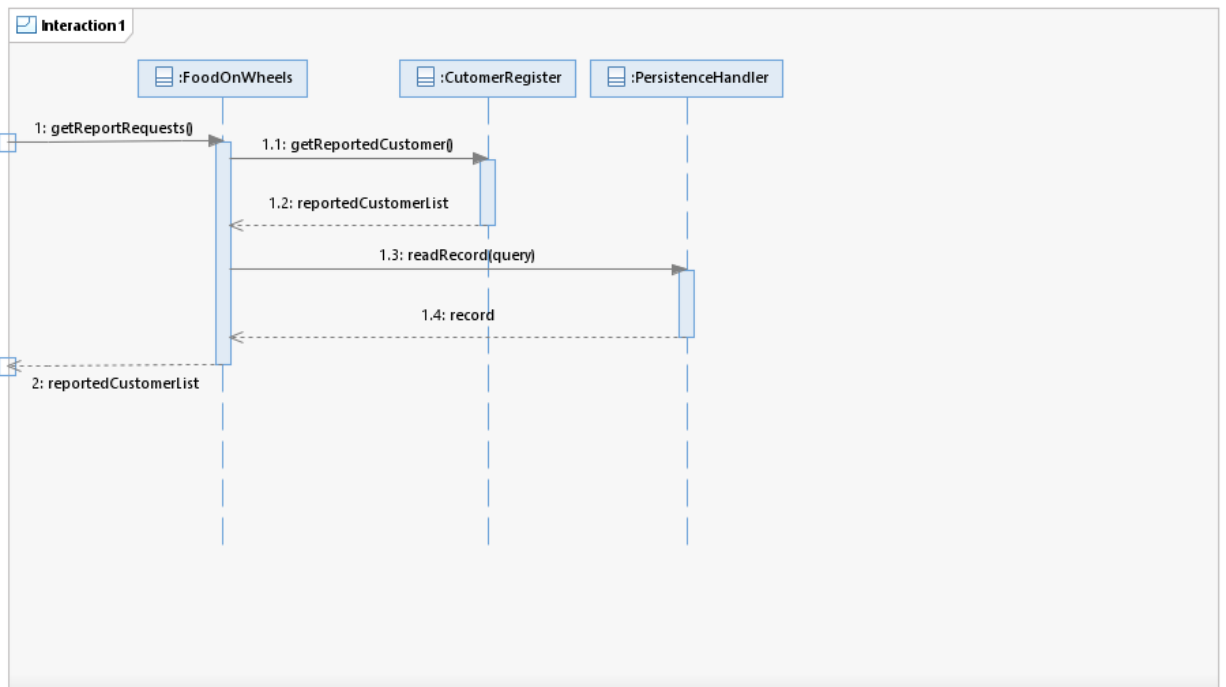 Interaction1
:FoodOnWheels
:CutomerRegister
:PersistenceHandler
1: getReportRequests()
1.1: getReportedCustomer()
1.2: reportedCustomerList
1.3: readRecord(query)
1.4: record
2: reportedCustomerList